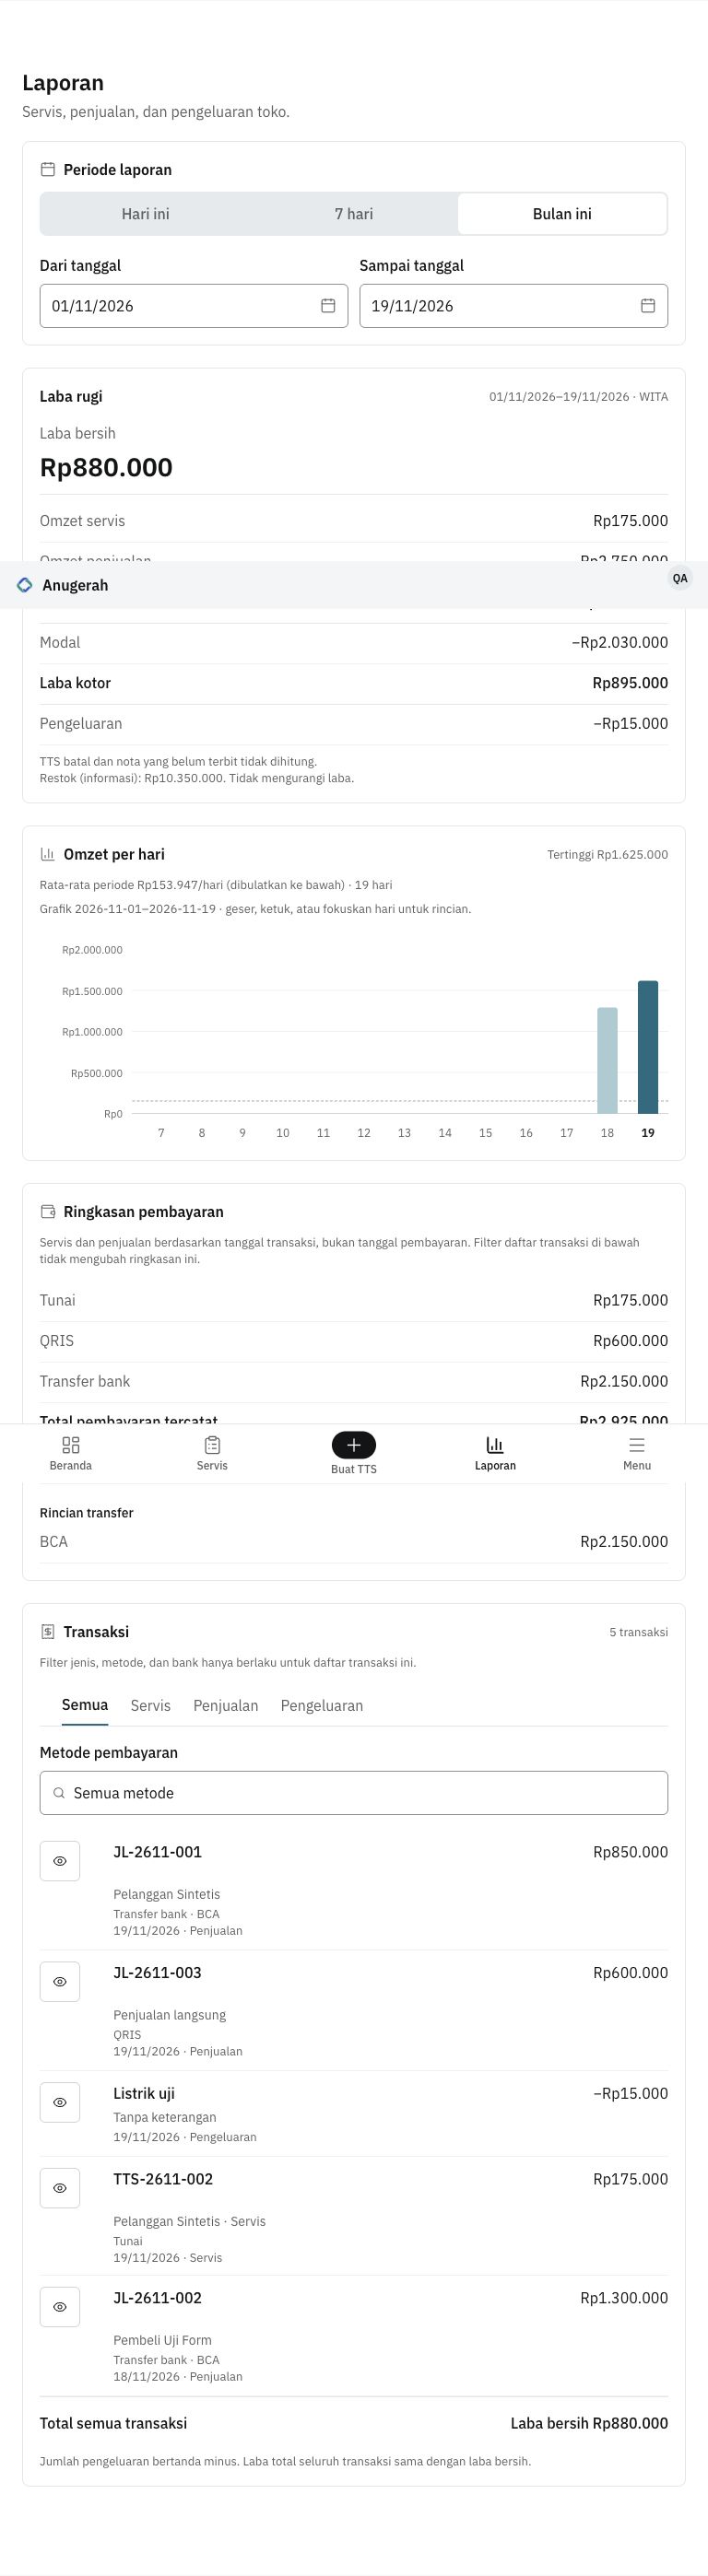 Laporan
Servis, penjualan, dan pengeluaran toko.
Periode laporan
Hari ini 7 hari Bulan ini
Dari tanggal Sampai tanggal
01/11/2026 19/11/2026
Laba rugi 01/11/2026–19/11/2026 · WITA
Laba bersih
Rp880.000
Omzet servis Rp175.000
Omzet penjualan Rp2.750.000
Anugerah QA
Modal −Rp2.030.000
Laba kotor Rp895.000
Pengeluaran −Rp15.000
TTS batal dan nota yang belum terbit tidak dihitung.
Restok (informasi): Rp10.350.000. Tidak mengurangi laba.
Omzet per hari Tertinggi Rp1.625.000
Rata-rata periode Rp153.947/hari (dibulatkan ke bawah) · 19 hari
Grafik 2026-11-01–2026-11-19 · geser, ketuk, atau fokuskan hari untuk rincian.
Rp2.000.000
Rp1.500.000
Rp1.000.000
Rp500.000
Rp0
7 8 9 10 11 12 13 14 15 16 17 18 19
Ringkasan pembayaran
Servis dan penjualan berdasarkan tanggal transaksi, bukan tanggal pembayaran. Filter daftar transaksi di bawah
tidak mengubah ringkasan ini.
Tunai Rp175.000
QRIS Rp600.000
Transfer bank Rp2.150.000
Total pembayaran tercatat Rp2.925.000
Beranda Servis Buat TTS Laporan Menu
Rincian transfer
BCA Rp2.150.000
Transaksi 5 transaksi
Filter jenis, metode, dan bank hanya berlaku untuk daftar transaksi ini.
Semua Servis Penjualan Pengeluaran
Metode pembayaran
Semua metode
JL-2611-001 Rp850.000
Pelanggan Sintetis
Transfer bank · BCA
19/11/2026 · Penjualan
JL-2611-003 Rp600.000
Penjualan langsung
QRIS
19/11/2026 · Penjualan
Listrik uji −Rp15.000
Tanpa keterangan
19/11/2026 · Pengeluaran
TTS-2611-002 Rp175.000
Pelanggan Sintetis · Servis
Tunai
19/11/2026 · Servis
JL-2611-002 Rp1.300.000
Pembeli Uji Form
Transfer bank · BCA
18/11/2026 · Penjualan
Total semua transaksi Laba bersih Rp880.000
Jumlah pengeluaran bertanda minus. Laba total seluruh transaksi sama dengan laba bersih.